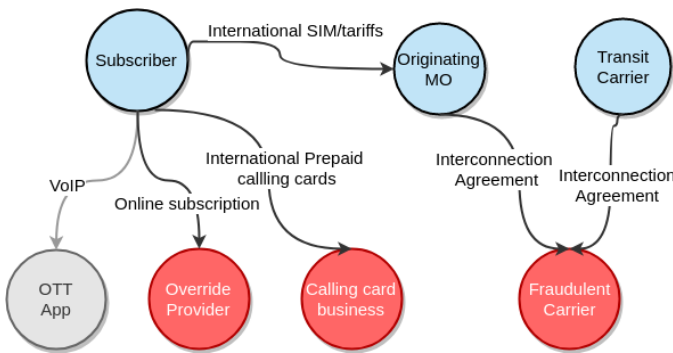 International SIM/tariffs
Subscriber
Originating
MO
Transit
Carrier
International Prepaid
callling cards
Interconnection
Agreement
Interconnection
Agreement
VoIP
Online subscription
OTT
App
Override
Provider
Calling card
business
Fraudulent
Carrier